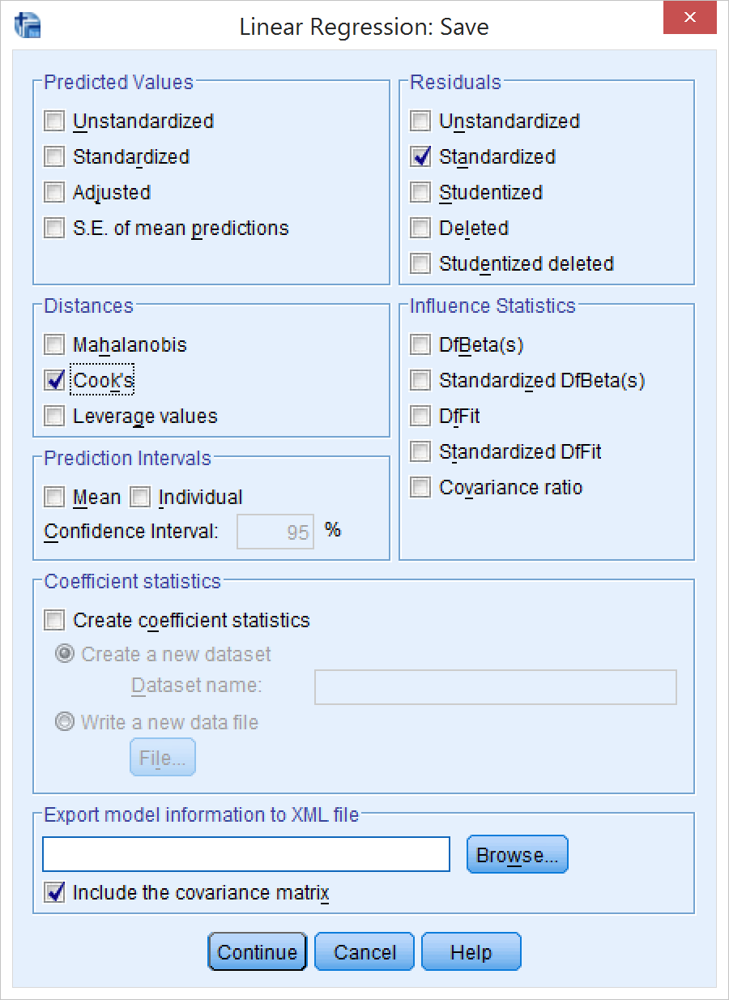 Linear Regression: Save
Predicted Values
Unstandardized
Standardized
Adjusted
S.E. of mean predictions
Residuals
Unstandardized
Standardized
Studentized
Deleted
Studentized deleted
Distances
Mahalanobis
Cook's
Leverage values
Influence Statistics
DfBeta(s)
Standardized DfBeta(s)
DfFit
Standardized DfFit
Covariance ratio
Prediction Intervals
Mean Individual
Confidence Interval: 95 %
Coefficient statistics
Create coefficient statistics
Create a new dataset
Dataset name:
Write a new data file
File...
Export model information to XML file
Browse...
Include the covariance matrix
Continue Cancel Help